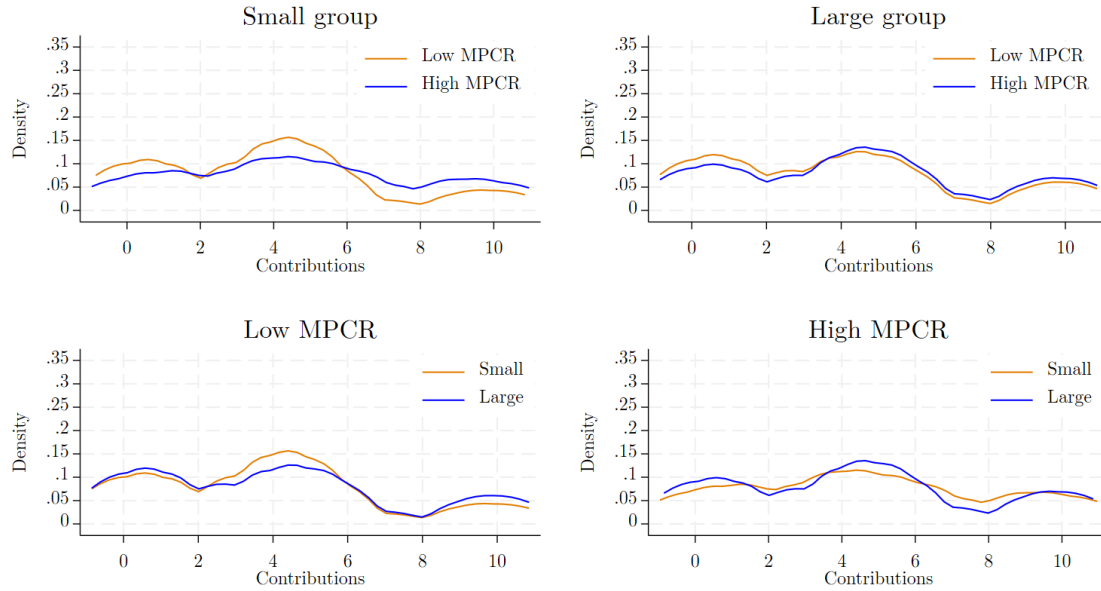 Small group
.35
.3
.25
.2
.15
.1
.05
0
Density
Low MPCR
High MPCR
0 2 4 6 8 10
Contributions
Large group
.35
.3
.25
.2
.15
.1
.05
0
Density
Low MPCR
High MPCR
0 2 4 6 8 10
Contributions
Low MPCR
.35
.3
.25
.2
.15
.1
.05
0
Density
Small
Large
0 2 4 6 8 10
Contributions
High MPCR
.35
.3
.25
.2
.15
.1
.05
0
Density
Small
Large
0 2 4 6 8 10
Contributions